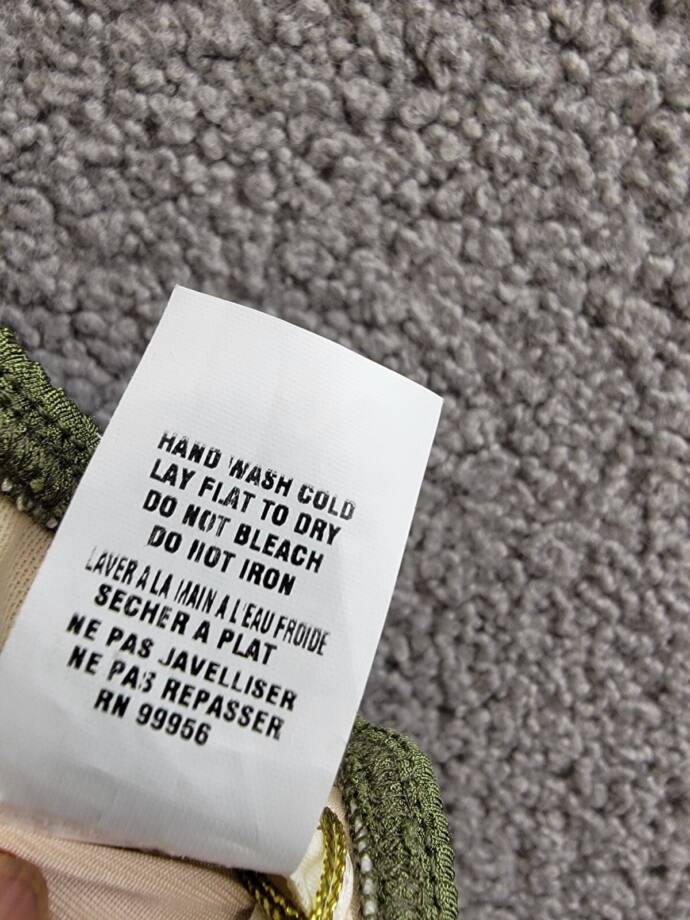 HAND WASH COLD
LAY FLAT TO DRY
DO NOT BLEACH
DO NOT IRON
LAVER A LA MAIN A L'EAU FROIDE
SECHER A PLAT
NE PAS JAVELLISER
NE PAS REPASSER
RN 99956